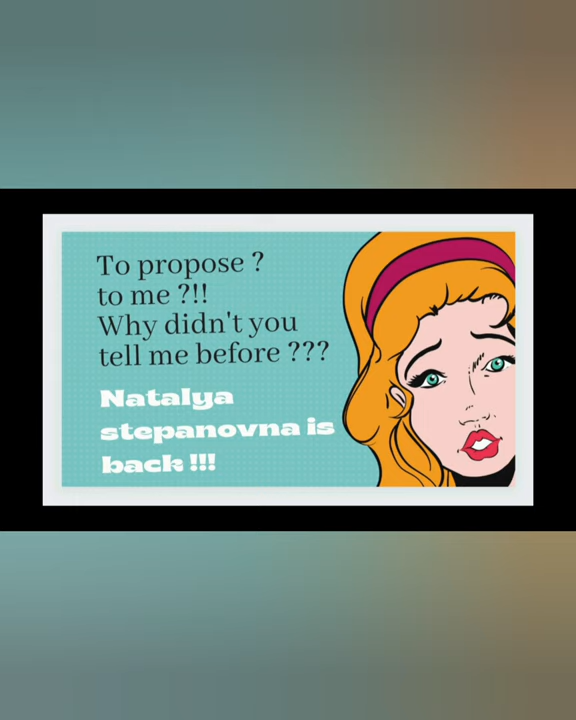 To propose ?
to me ?!!
Why didn't you
tell me before ???
Natalya
stepanovna is
back !!!